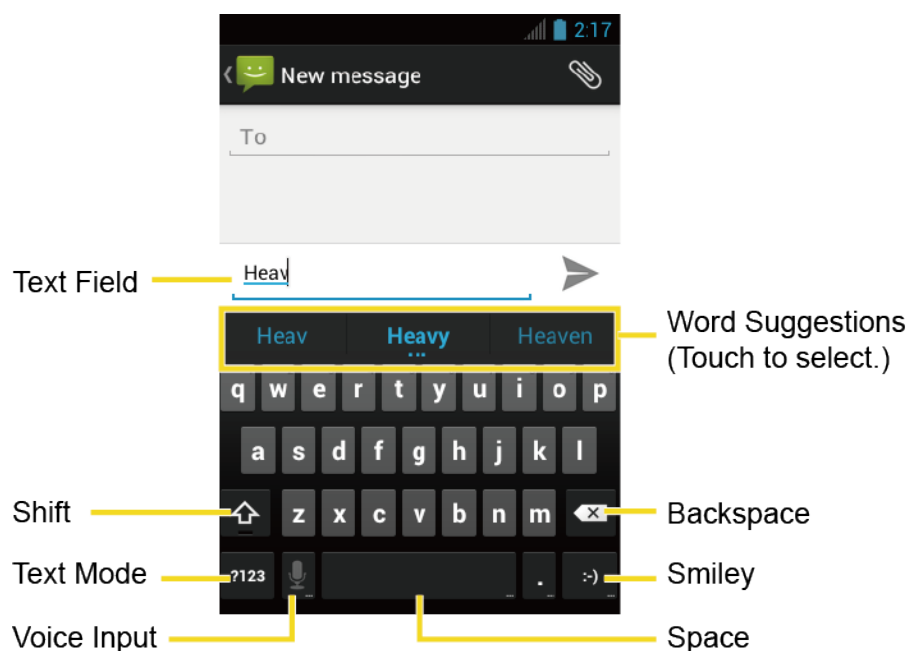 2:17
New message
To
Text Field
Heav
Heav Heavy Heaven
Word Suggestions
(Touch to select.)
q w e r t y u i o p
a s d f g h j k l
Shift
z x c v b n m
Backspace
Text Mode
?123
.
:-)
Smiley
Voice Input
Space